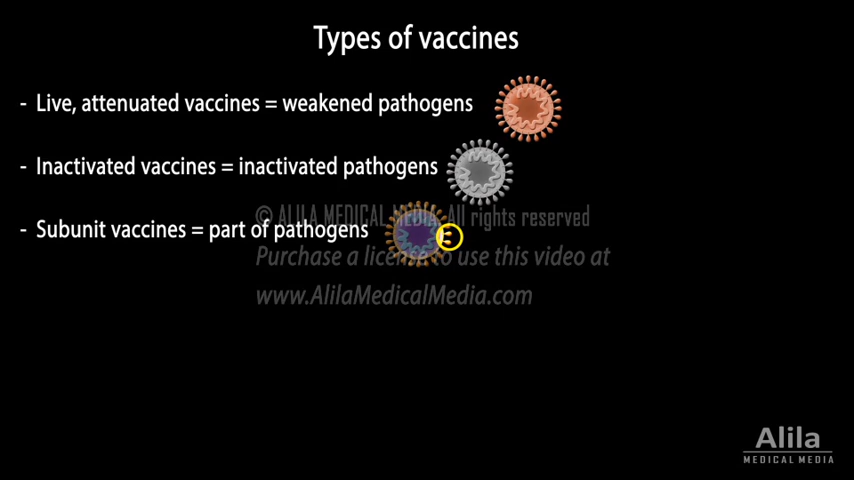 Types of vaccines
- Live, attenuated vaccines = weakened pathogens
- Inactivated vaccines = inactivated pathogens
- Subunit vaccines = part of pathogens
© ALILA MEDICAL MEDIA. All rights reserved
Purchase a license to use this video at
www.AlilaMedicalMedia.com
Alila
MEDICAL MEDIA